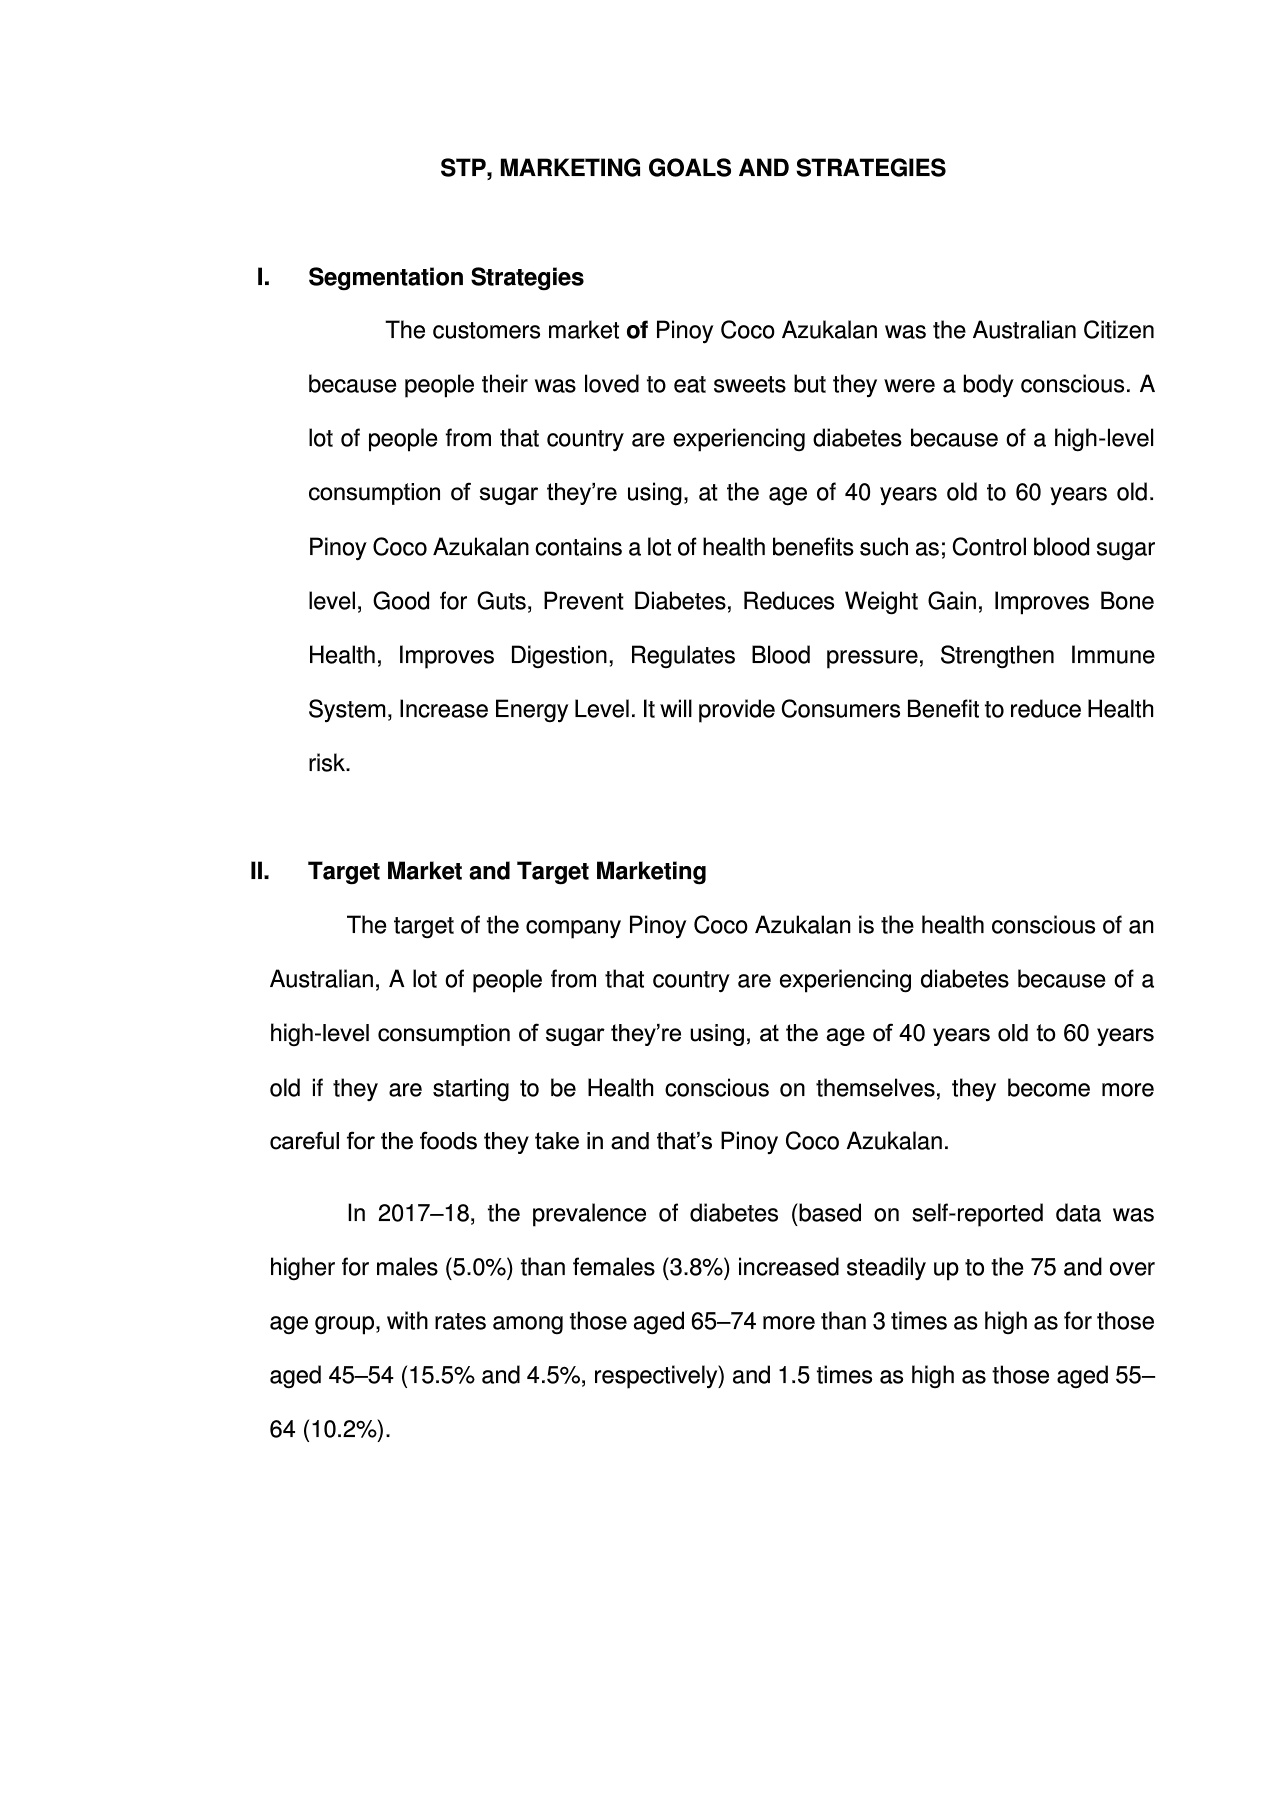 STP, MARKETING GOALS AND STRATEGIES
I. Segmentation Strategies
The customers market of Pinoy Coco Azukalan was the Australian Citizen
because people their was loved to eat sweets but they were a body conscious. A
lot of people from that country are experiencing diabetes because of a high-level
consumption of sugar they’re using, at the age of 40 years old to 60 years old.
Pinoy Coco Azukalan contains a lot of health benefits such as; Control blood sugar
level, Good for Guts, Prevent Diabetes, Reduces Weight Gain, Improves Bone
Health, Improves Digestion, Regulates Blood pressure, Strengthen Immune
System, Increase Energy Level. It will provide Consumers Benefit to reduce Health
risk.
II. Target Market and Target Marketing
The target of the company Pinoy Coco Azukalan is the health conscious of an
Australian, A lot of people from that country are experiencing diabetes because of a
high-level consumption of sugar they’re using, at the age of 40 years old to 60 years
old if they are starting to be Health conscious on themselves, they become more
careful for the foods they take in and that’s Pinoy Coco Azukalan.
In 2017–18, the prevalence of diabetes (based on self-reported data was
higher for males (5.0%) than females (3.8%) increased steadily up to the 75 and over
age group, with rates among those aged 65–74 more than 3 times as high as for those
aged 45–54 (15.5% and 4.5%, respectively) and 1.5 times as high as those aged 55–
64 (10.2%).